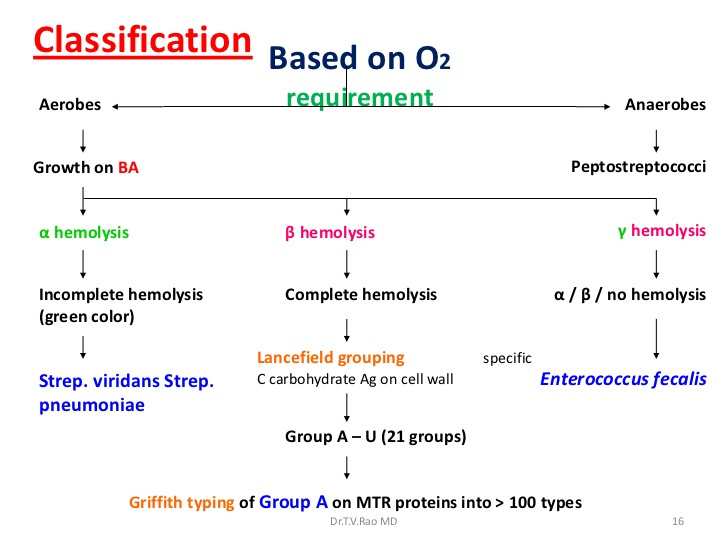 Classification
Based on O2
requirement
Aerobes
Anaerobes
Growth on BA
Peptostreptococci
α hemolysis
β hemolysis
γ hemolysis
Incomplete hemolysis
(green color)
Complete hemolysis
α / β / no hemolysis
Lancefield grouping specific
C carbohydrate Ag on cell wall
Strep. viridans Strep.
pneumoniae
Enterococcus fecalis
Group A – U (21 groups)
Griffith typing of Group A on MTR proteins into > 100 types
Dr.T.V.Rao MD
16